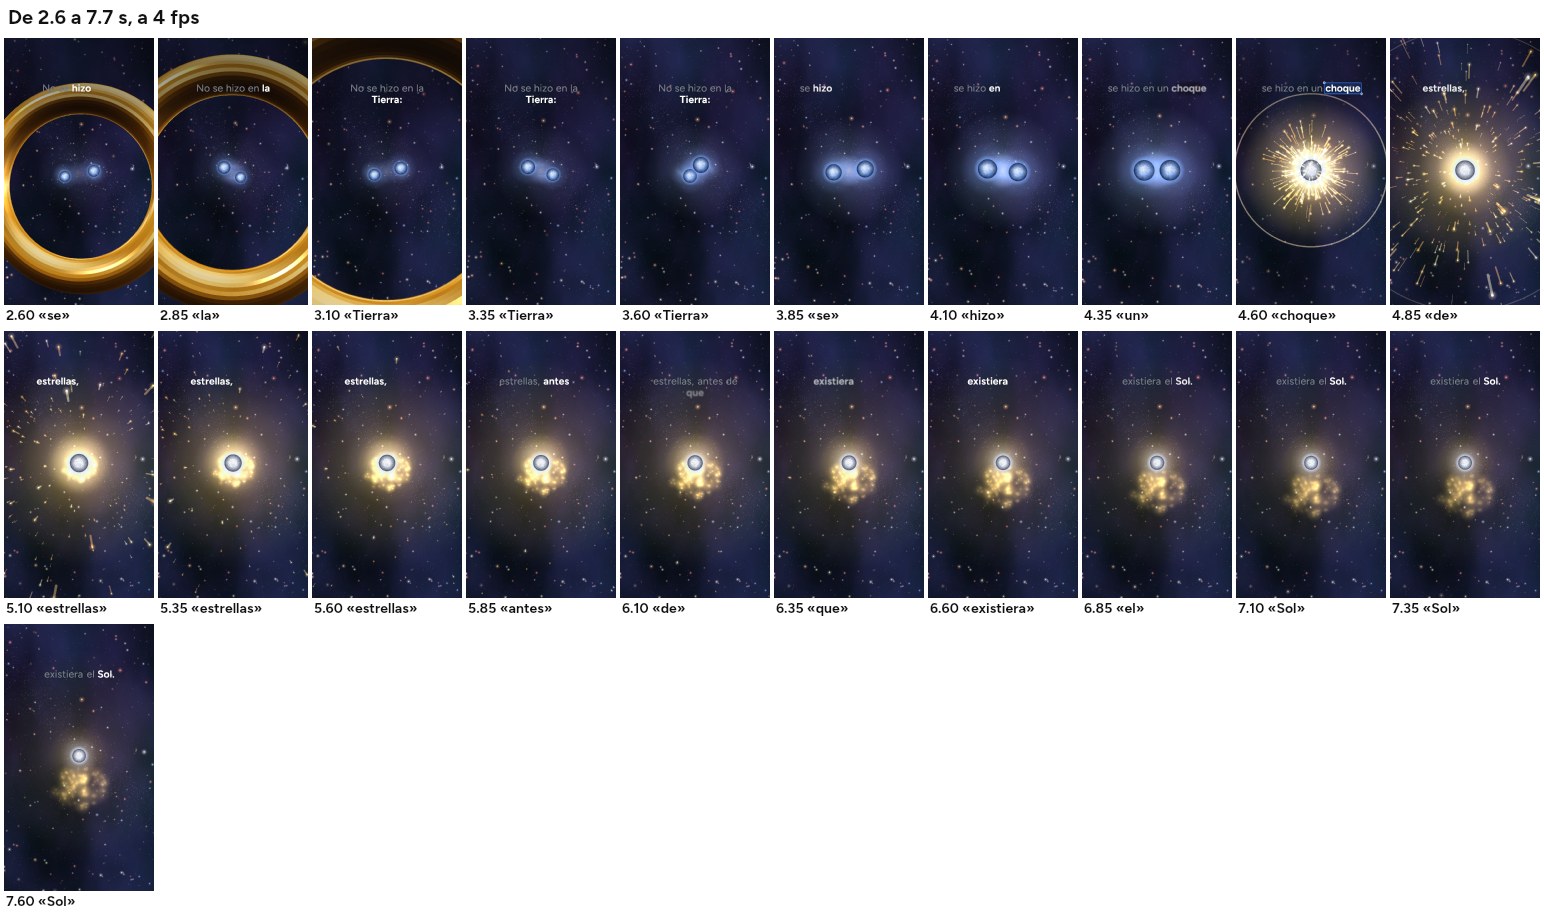 De 2.6 a 7.7 s, a 4 fps
No se hizo
No se hizo en la
No se hizo en la
Tierra:
No se hizo en la
Tierra:
No se hizo en la
Tierra:
se hizo
se hizo en
se hizo en un choque
se hizo en un choque
estrellas,
2.60 «se»
2.85 «la»
3.10 «Tierra»
3.35 «Tierra»
3.60 «Tierra»
3.85 «se»
4.10 «hizo»
4.35 «un»
4.60 «choque»
4.85 «de»
estrellas,
estrellas,
estrellas,
estrellas, antes
estrellas, antes de
que
existiera
existiera
existiera el Sol.
existiera el Sol.
existiera el Sol.
5.10 «estrellas»
5.35 «estrellas»
5.60 «estrellas»
5.85 «antes»
6.10 «de»
6.35 «que»
6.60 «existiera»
6.85 «el»
7.10 «Sol»
7.35 «Sol»
existiera el Sol.
7.60 «Sol»